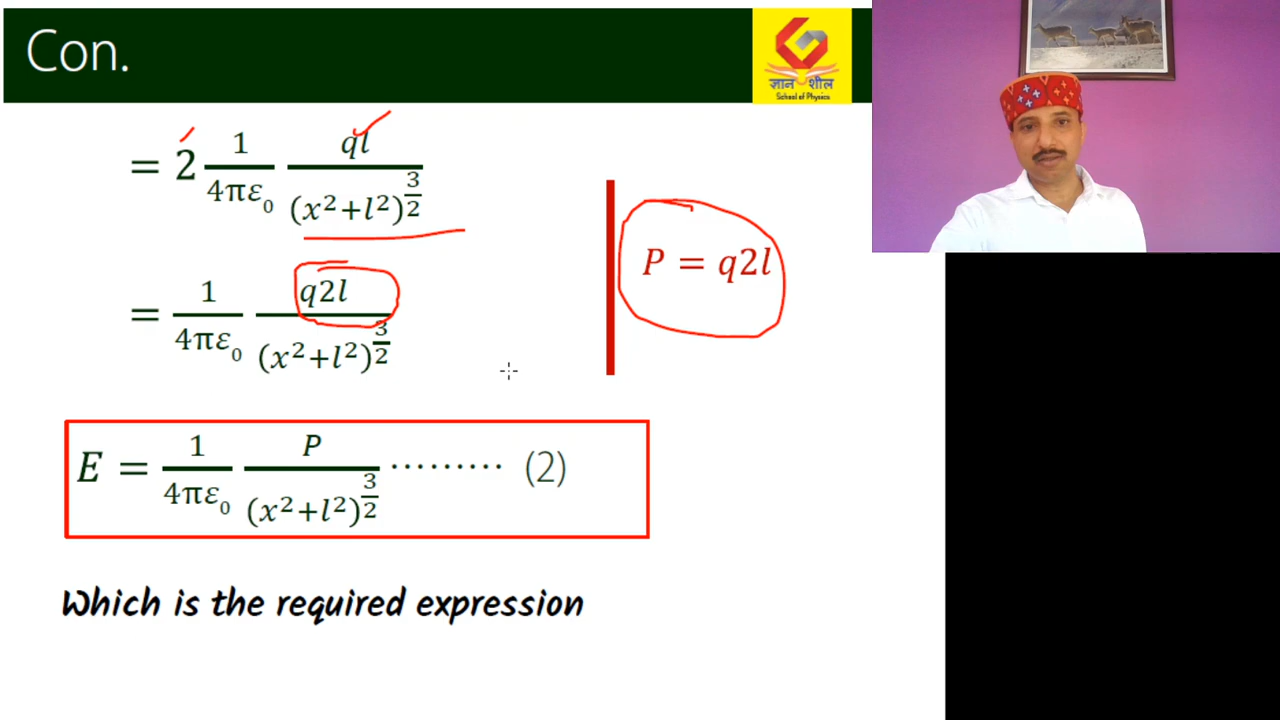 Con.
ज्ञान शील
School of Physics
= 2 1/4πε₀ ql/(x²+l²)^3/2
= 1/4πε₀ q2l/(x²+l²)^3/2
P = q2l
E = 1/4πε₀ P/(x²+l²)^3/2 ......... (2)
Which is the required expression